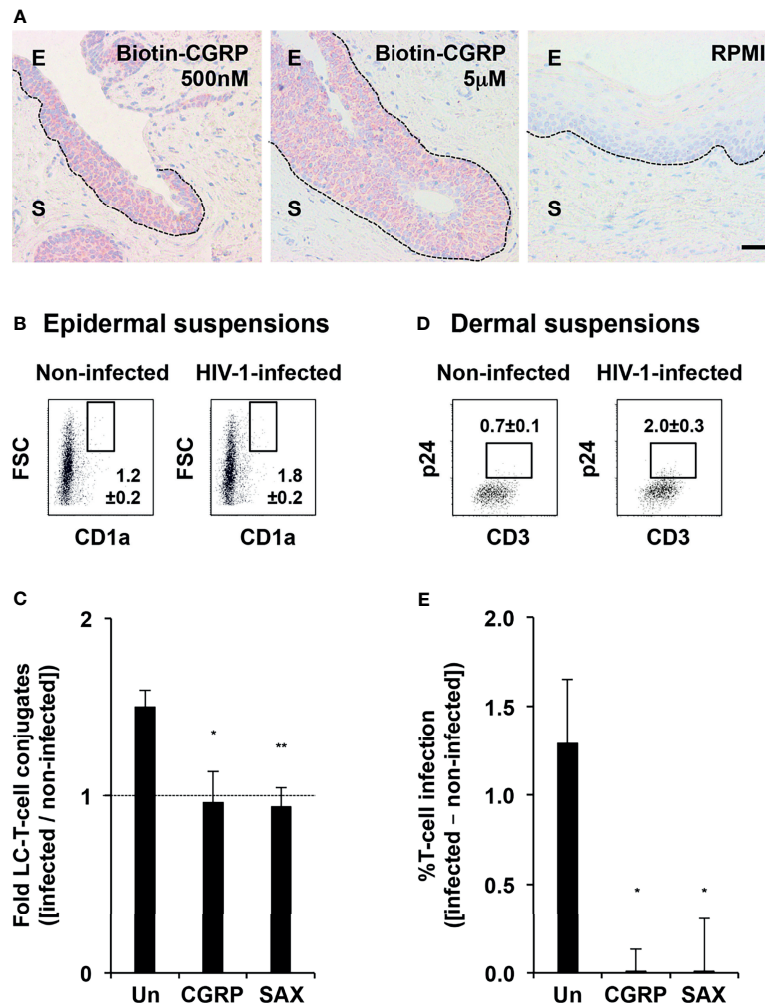 A
E
Biotin-CGRP
500nM
S
E
Biotin-CGRP
5µM
S
E
RPMI
S
B Epidermal suspensions
Non-infected
HIV-1-infected
FSC
1.2
±0.2
CD1a
FSC
1.8
±0.2
CD1a
D Dermal suspensions
Non-infected
HIV-1-infected
p24
0.7±0.1
CD3
p24
2.0±0.3
CD3
C
Fold LC-T-cell conjugates
([infected / non-infected])
2
1
0
*
**
Un CGRP SAX
E
%T-cell infection
([infected – non-infected])
2.0
1.5
1.0
0.5
0.0
*
*
Un CGRP SAX